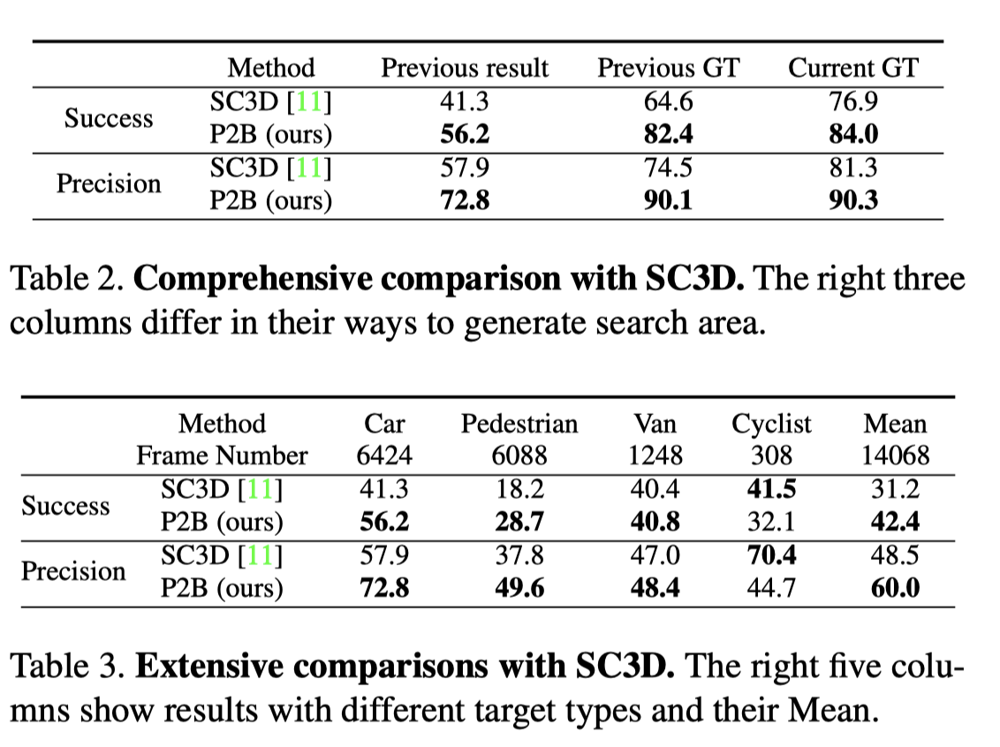 Method Previous result Previous GT Current GT
Success SC3D [11] 41.3 64.6 76.9
P2B (ours) 56.2 82.4 84.0
Precision SC3D [11] 57.9 74.5 81.3
P2B (ours) 72.8 90.1 90.3
Table 2. Comprehensive comparison with SC3D. The right three
columns differ in their ways to generate search area.
Method Car Pedestrian Van Cyclist Mean
Frame Number 6424 6088 1248 308 14068
Success SC3D [11] 41.3 18.2 40.4 41.5 31.2
P2B (ours) 56.2 28.7 40.8 32.1 42.4
Precision SC3D [11] 57.9 37.8 47.0 70.4 48.5
P2B (ours) 72.8 49.6 48.4 44.7 60.0
Table 3. Extensive comparisons with SC3D. The right five colu-
mns show results with different target types and their Mean.